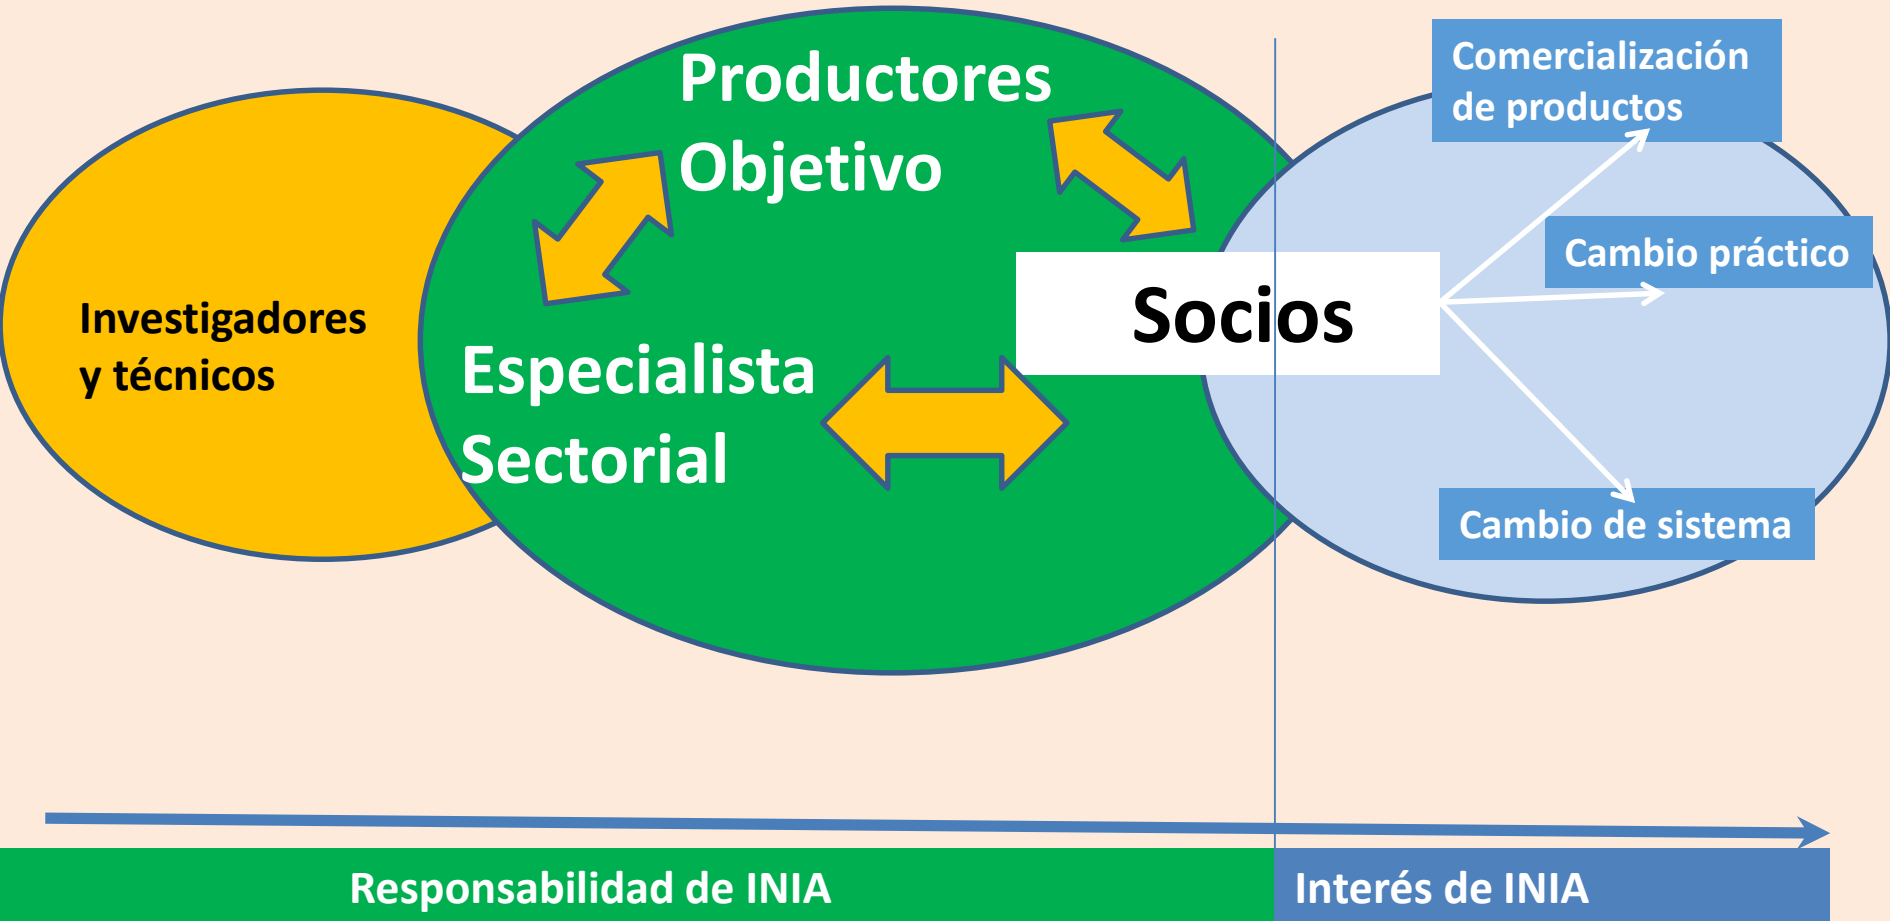 Productores
Objetivo
Investigadores
y técnicos
Especialista
Sectorial
Socios
Comercialización
de productos
Cambio práctico
Cambio de sistema
Responsabilidad de INIA
Interés de INIA